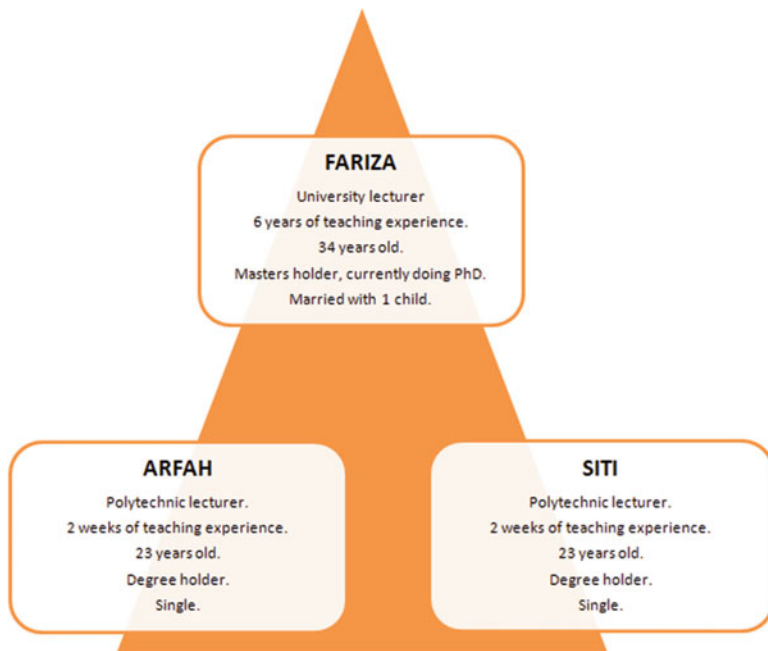 FARIZA
University lecturer
6 years of teaching experience.
34 years old.
Masters holder, currently doing PhD.
Married with 1 child.
ARFAH
Polytechnic lecturer.
2 weeks of teaching experience.
23 years old.
Degree holder.
Single.
SITI
Polytechnic lecturer.
2 weeks of teaching experience.
23 years old.
Degree holder.
Single.